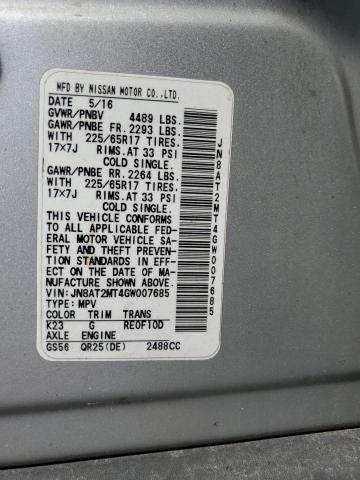 MFD BY NISSAN MOTOR CO.,LTD.
DATE 5/16
GVWR/PNBV 4489 LBS.
GAWR/PNBE FR. 2293 LBS.
WITH 225/65R17 TIRES
17×7J RIMS.AT 33 PSI
COLD SINGLE.
GAWR/PNBE RR. 2264 LBS.
WITH 225/65R17 TIRES
17×7J RIMS.AT 33 PSI
COLD SINGLE.
THIS VEHICLE CONFORMS
TO ALL APPLICABLE FED-
ERAL MOTOR VEHICLE SA-
FETY AND THEFT PREVEN-
TION STANDARDS IN EFF-
ECT ON THE DATE OF MA-
NUFACTURE SHOWN ABOVE.
VIN: JN8AT2MT4GW007685
TYPE: MPV
COLOR TRIM TRANS
K23 G RE0F10D
AXLE ENGINE
GS56 QR25(DE) 2488CC
JN8AT2MT4GW007685